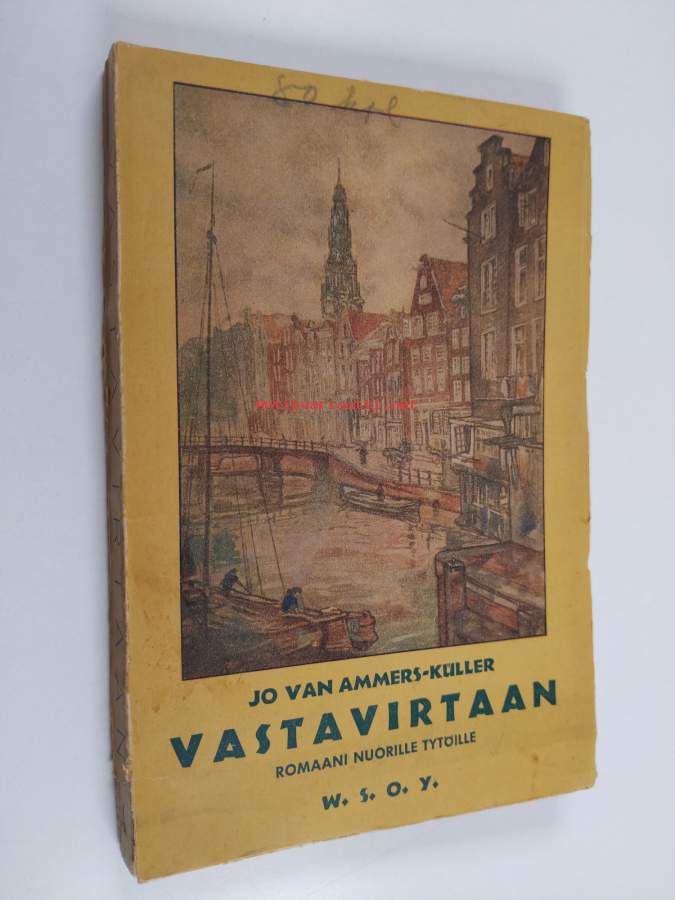 JO VAN AMMERS-KÜLLER
VASTAVIRTAAN
ROMAANI NUORILLE TYTÖILLE
W. S. O. Y.